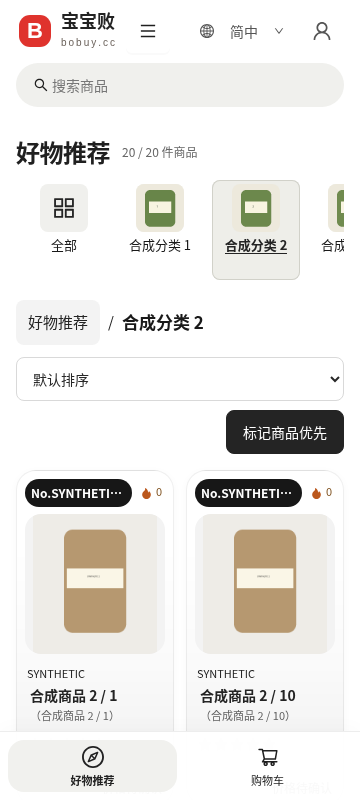 B 宝宝败
bobuy.cc
简中
搜索商品
好物推荐 20 / 20 件商品
全部
合成分类 1
合成分类 2
合成
好物推荐 / 合成分类 2
默认排序
标记商品优先
No.SYNTHETI… 0
No.SYNTHETI… 0
SYNTHETIC
SYNTHETIC
合成商品 2 / 1
合成商品 2 / 10
（合成商品 2 / 1）
（合成商品 2 / 10）
好物推荐
购物车